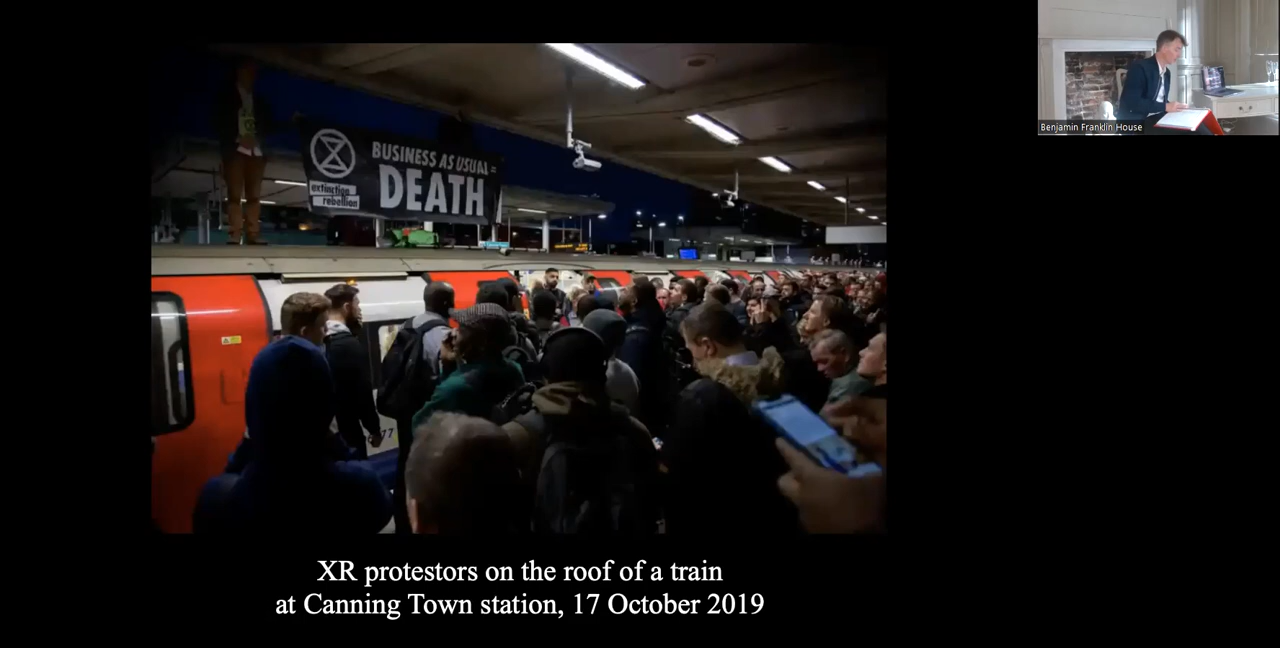 BUSINESS AS USUAL =
DEATH
extinction
rebellion
Benjamin Franklin House
XR protestors on the roof of a train
at Canning Town station, 17 October 2019